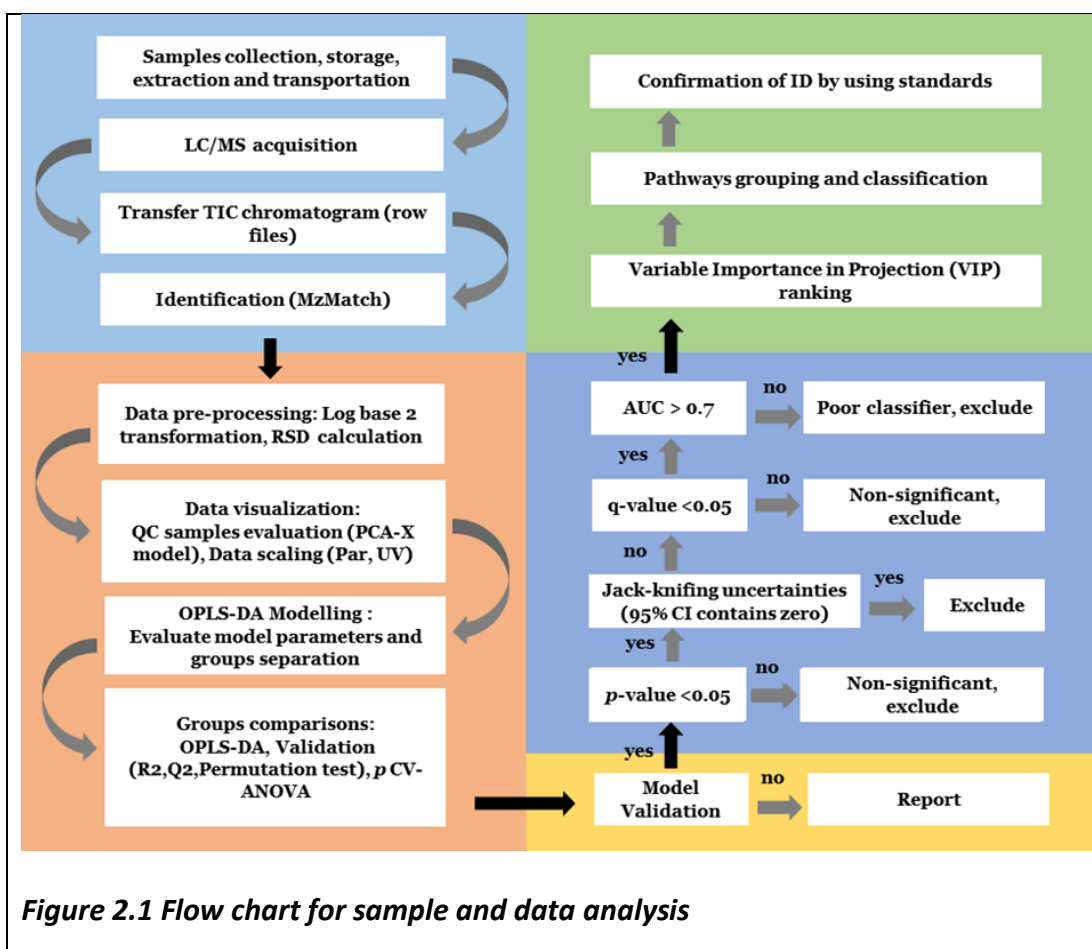 Samples collection, storage,
extraction and transportation
LC/MS acquisition
Transfer TIC chromatogram (row
files)
Identification (MzMatch)
Data pre-processing: Log base 2
transformation, RSD calculation
Data visualization:
QC samples evaluation (PCA-X
model), Data scaling (Par, UV)
OPLS-DA Modelling :
Evaluate model parameters and
groups separation
Groups comparisons:
OPLS-DA, Validation
(R2,Q2,Permutation test), p CV-
ANOVA
Confirmation of ID by using standards
Pathways grouping and classification
Variable Importance in Projection (VIP)
ranking
yes
AUC > 0.7
no
Poor classifier, exclude
yes
q-value <0.05
no
Non-significant,
exclude
no
Jack-knifing uncertainties
(95% CI contains zero)
yes
Exclude
yes
p-value <0.05
no
Non-significant,
exclude
yes
Model
Validation
no
Report
Figure 2.1 Flow chart for sample and data analysis